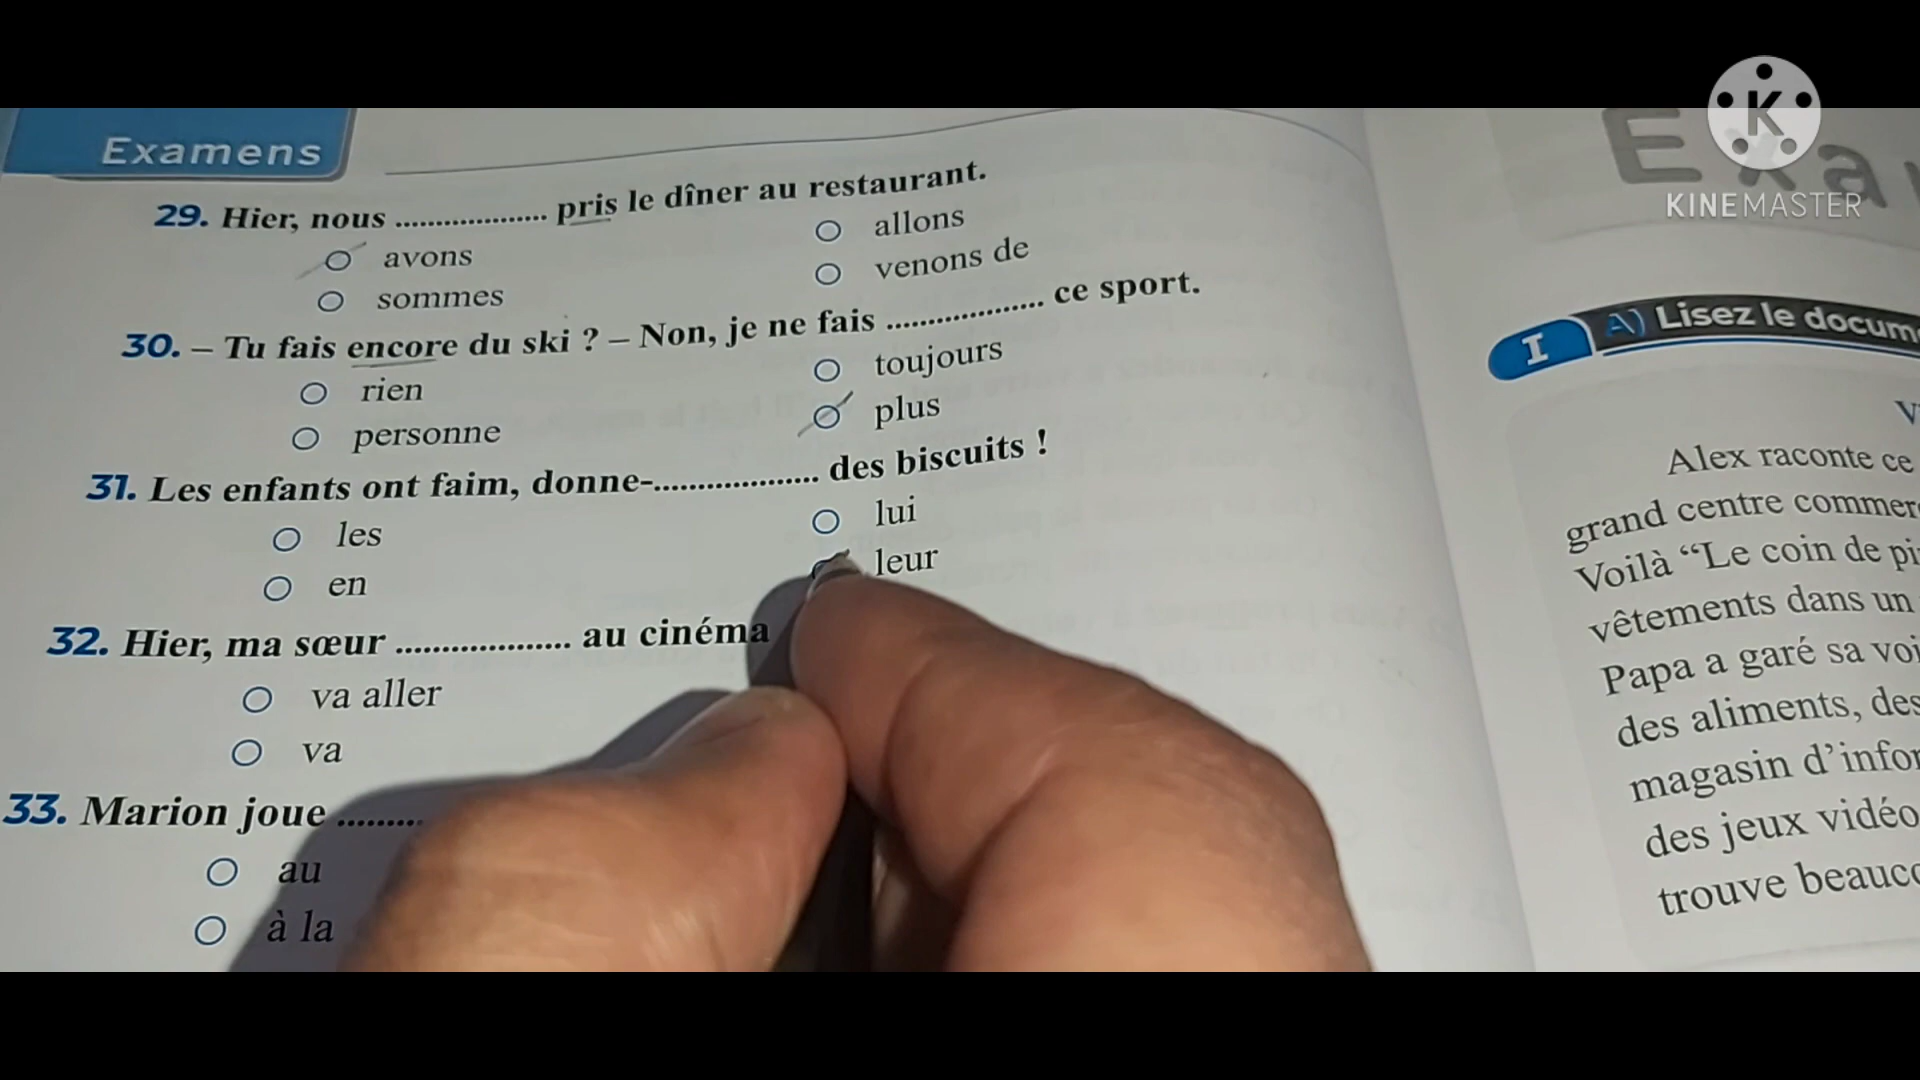 Examens
29. Hier, nous ................... pris le dîner au restaurant.
avons
allons
sommes
venons de
30. – Tu fais encore du ski ? – Non, je ne fais ................... ce sport.
rien
toujours
personne
plus
31. Les enfants ont faim, donne-................... des biscuits !
les
lui
en
leur
32. Hier, ma sœur ................... au cinéma
va aller
va
33. Marion joue .........
au
à la
KINEMASTER
I A) Lisez le docum
Alex raconte ce
grand centre commer
Voilà “Le coin de pi
vêtements dans un
Papa a garé sa voi
des aliments, des
magasin d’infor
des jeux vidéo
trouve beauco